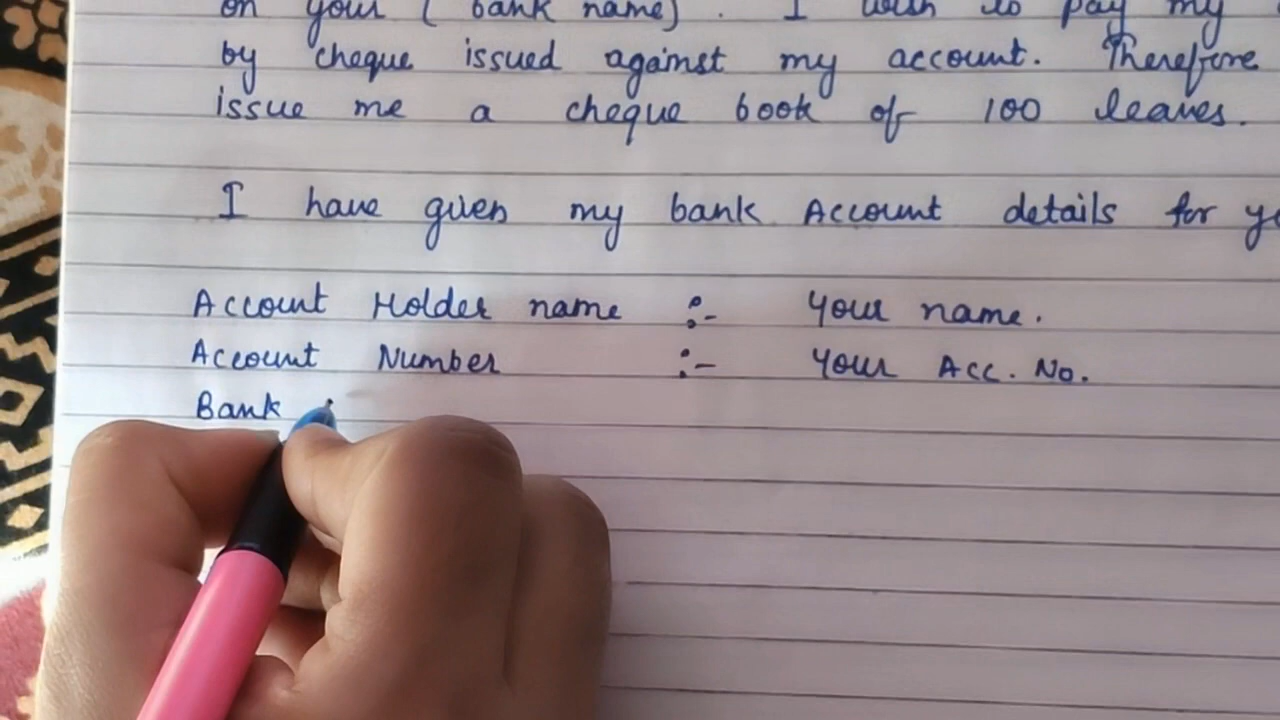 on your ( bank name) . I wish to pay my
by cheque issued against my account. Therefore
issue me a cheque book of 100 leaves.
I have given my bank Account details for
Account Holder name :- Your name.
Account Number :- Your Acc. No.
Bank